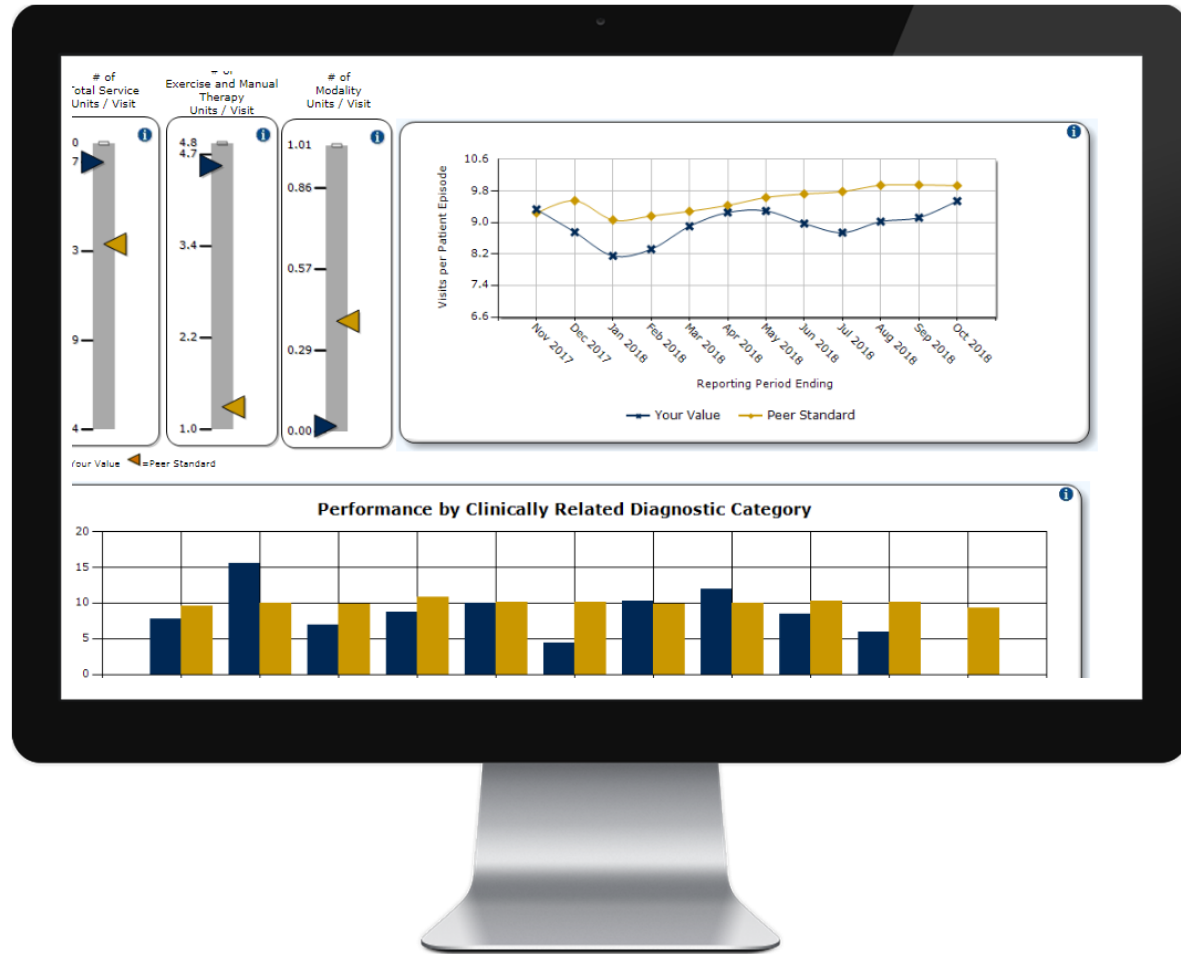 # of
otal Service
Units / Visit
Exercise and Manual
Therapy
Units / Visit
# of
Modality
Units / Visit
0
7
3
9
4
4.8
4.7
3.4
2.2
1.0
1.01
0.86
0.57
0.29
0.00
our Value
=Peer Standard
Visits per Patient Episode
10.6
9.8
9.0
8.2
7.4
6.6
Nov 2017
Dec 2017
Jan 2018
Feb 2018
Mar 2018
Apr 2018
May 2018
Jun 2018
Jul 2018
Aug 2018
Sep 2018
Oct 2018
Reporting Period Ending
Your Value
Peer Standard
Performance by Clinically Related Diagnostic Category
20
15
10
5
0